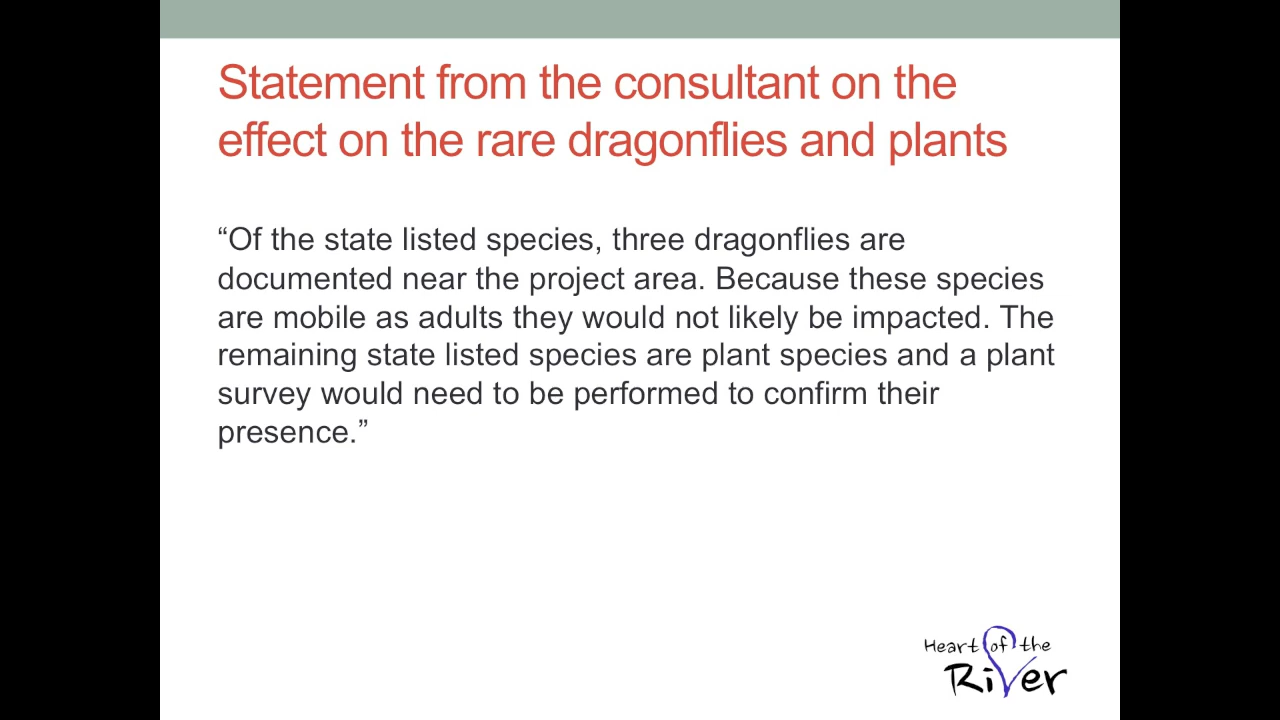 Statement from the consultant on the
effect on the rare dragonflies and plants
“Of the state listed species, three dragonflies are
documented near the project area. Because these species
are mobile as adults they would not likely be impacted. The
remaining state listed species are plant species and a plant
survey would need to be performed to confirm their
presence.”
Heart of the
River